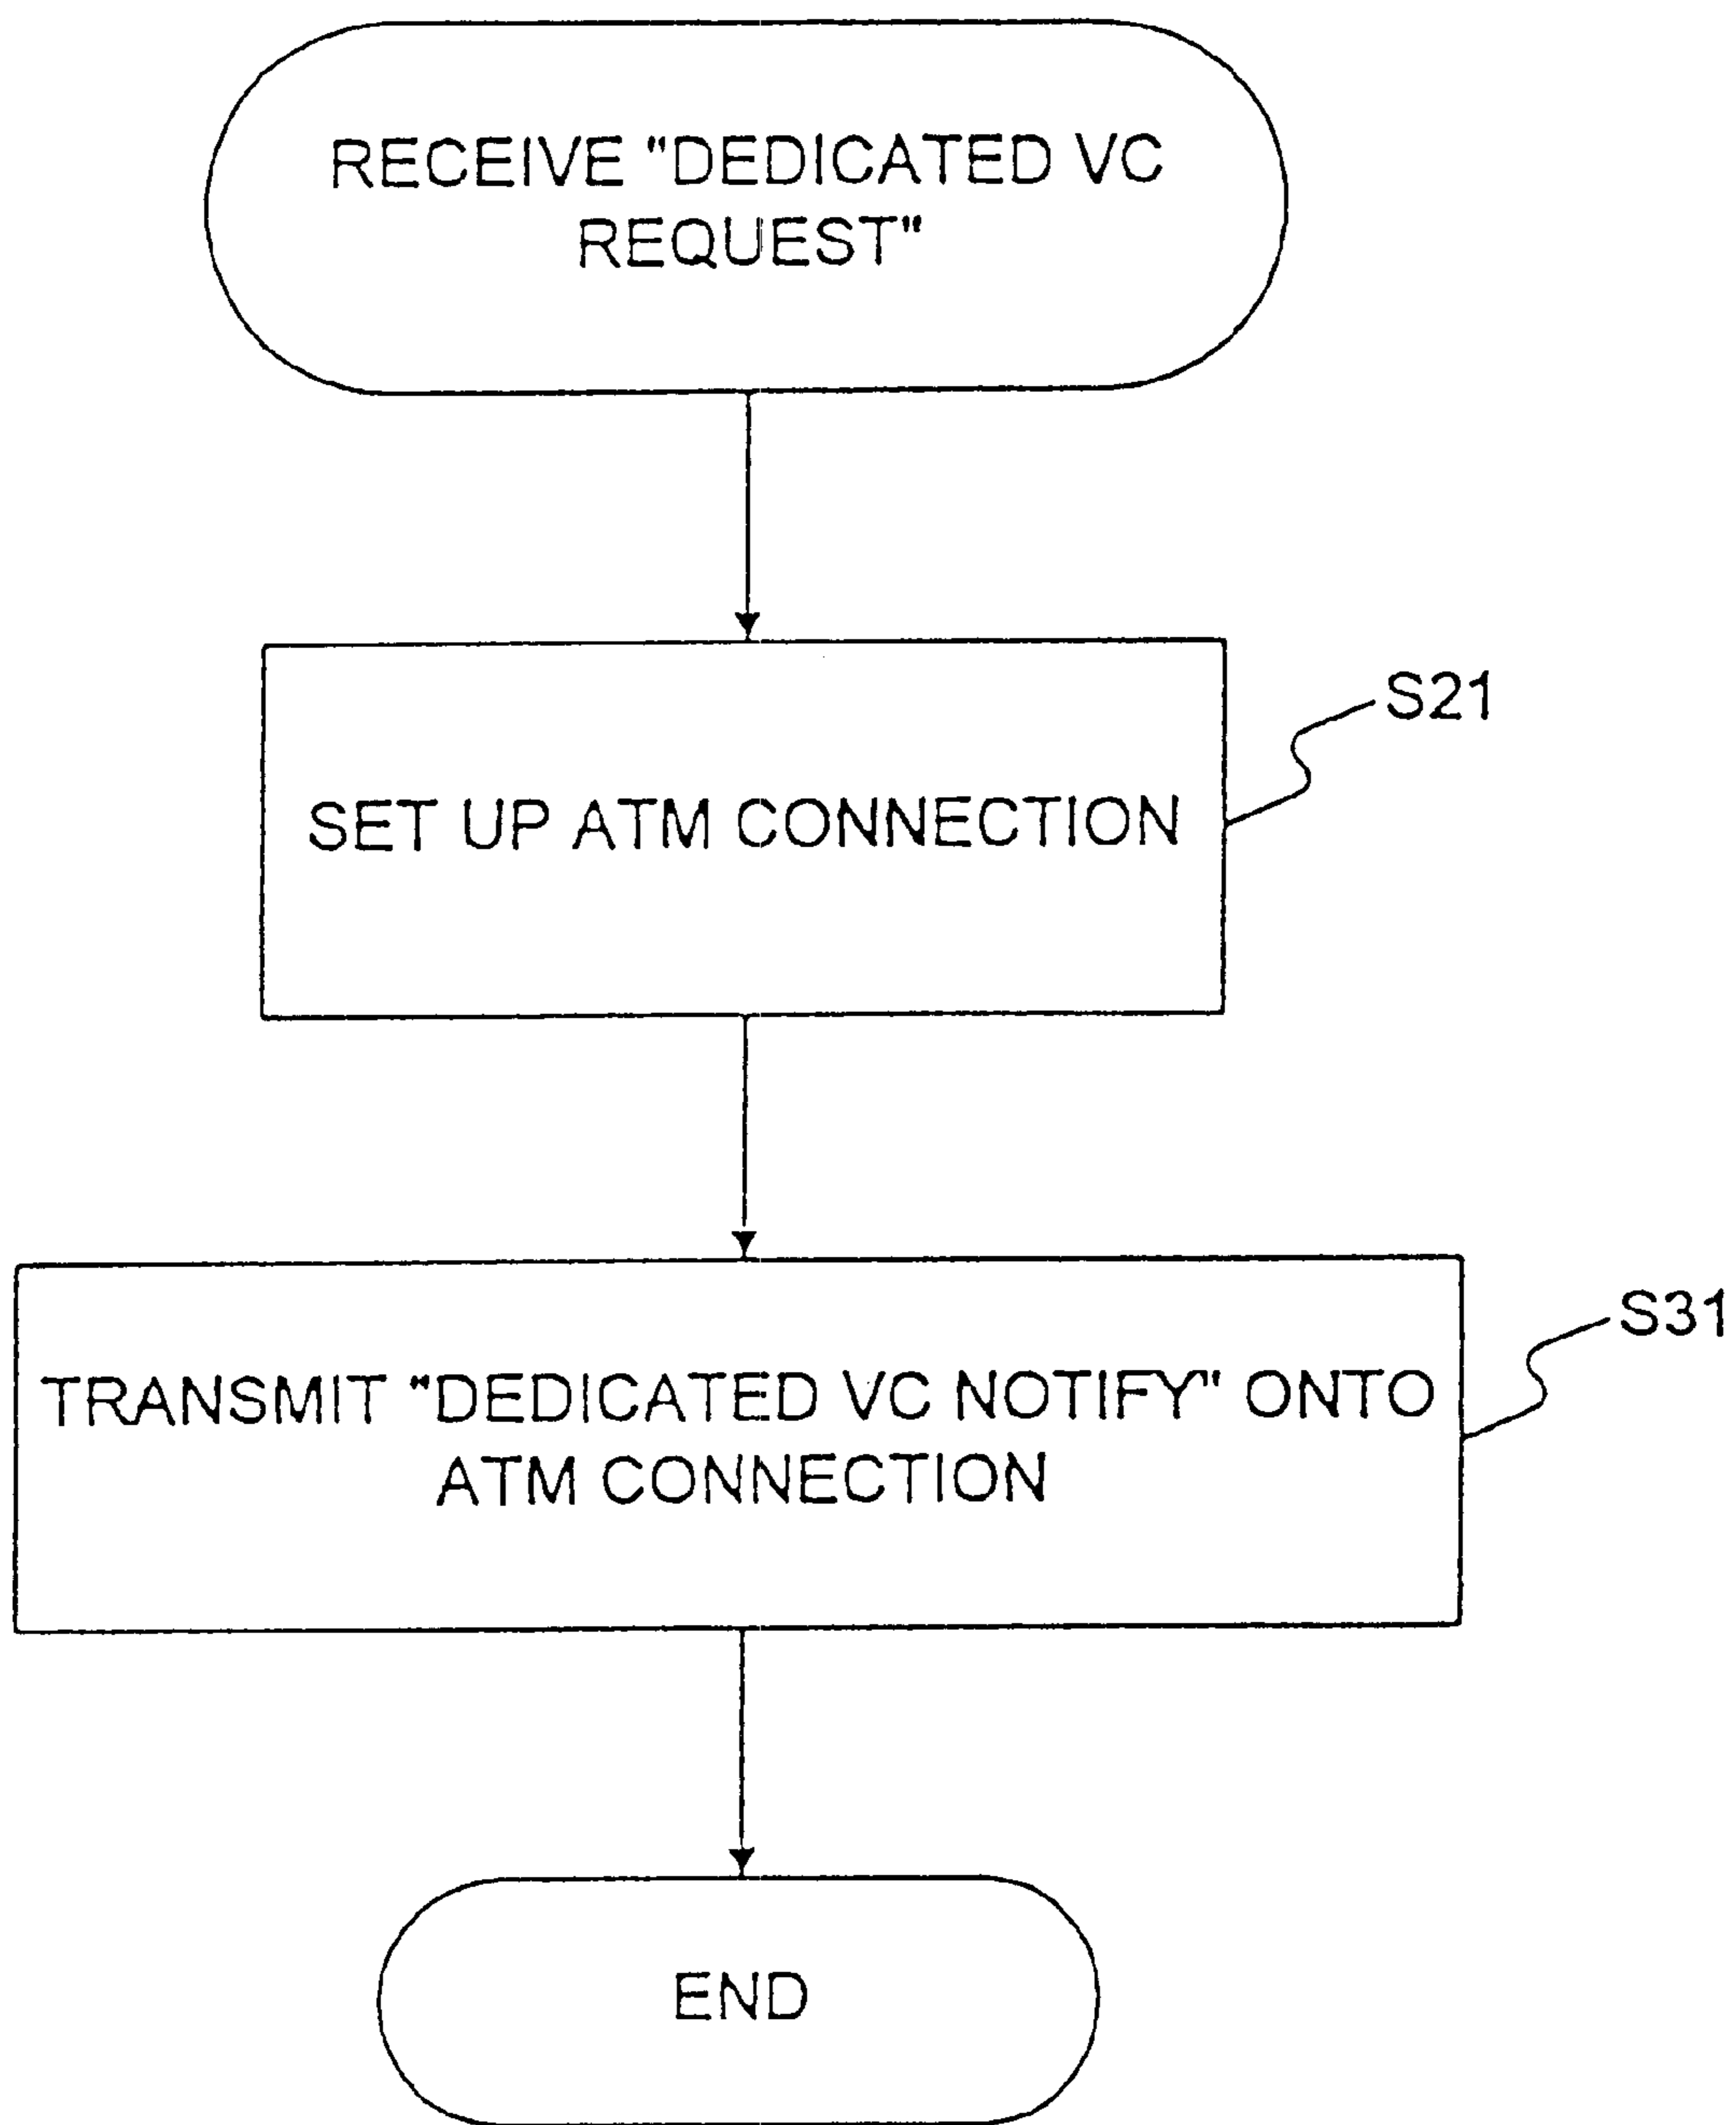 RECEIVE "DEDICATED VC
REQUEST"
S21
SET UP ATM CONNECTION
S31
TRANSMIT "DEDICATED VC NOTIFY" ONTO
ATM CONNECTION
END